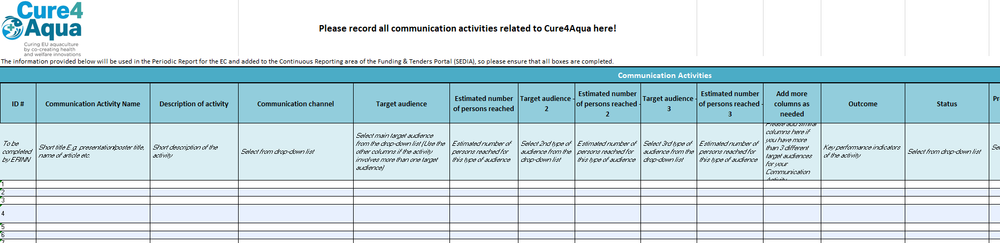 Cure4
Aqua
Curing EU aquaculture
by co-creating health
and welfare innovations
Please record all communication activities related to Cure4Aqua here!
The information provided below will be used in the Periodic Report for the EC and added to the Continuous Reporting area of the Funding & Tenders Portal (SEDIA), so please ensure that all boxes are completed.
Communication Activities
ID #
Communication Activity Name
Description of activity
Communication channel
Target audience
Estimated number
of persons reached
Target audience -
2
Estimated number
of persons reached -
2
Target audience -
3
Estimated number
of persons reached -
3
Add more
columns as
needed
Outcome
Status
Pr
To be
completed
by ERINN
Short title E.g. presentation/poster title,
name of article etc.
Short description of the
activity
Select from drop-down list
Select main target audience
from the drop-down list (Use the
other columns if the activity
involves more than one target
audience)
Estimated number of
persons reached for
this type of audience
Select 2nd type of
audience from the
drop-down list
Estimated number of
persons reached for
this type of audience
Select 3rd type of
audience from the
drop-down list
Estimated number of
persons reached for
this type of audience
Please add similar
columns here if
you have more
than 3 different
target audiences
for your
Communication
Activity
Key performance indicators
of the activity
Select from drop-down list
Se
1
2
3
4
5
6
7